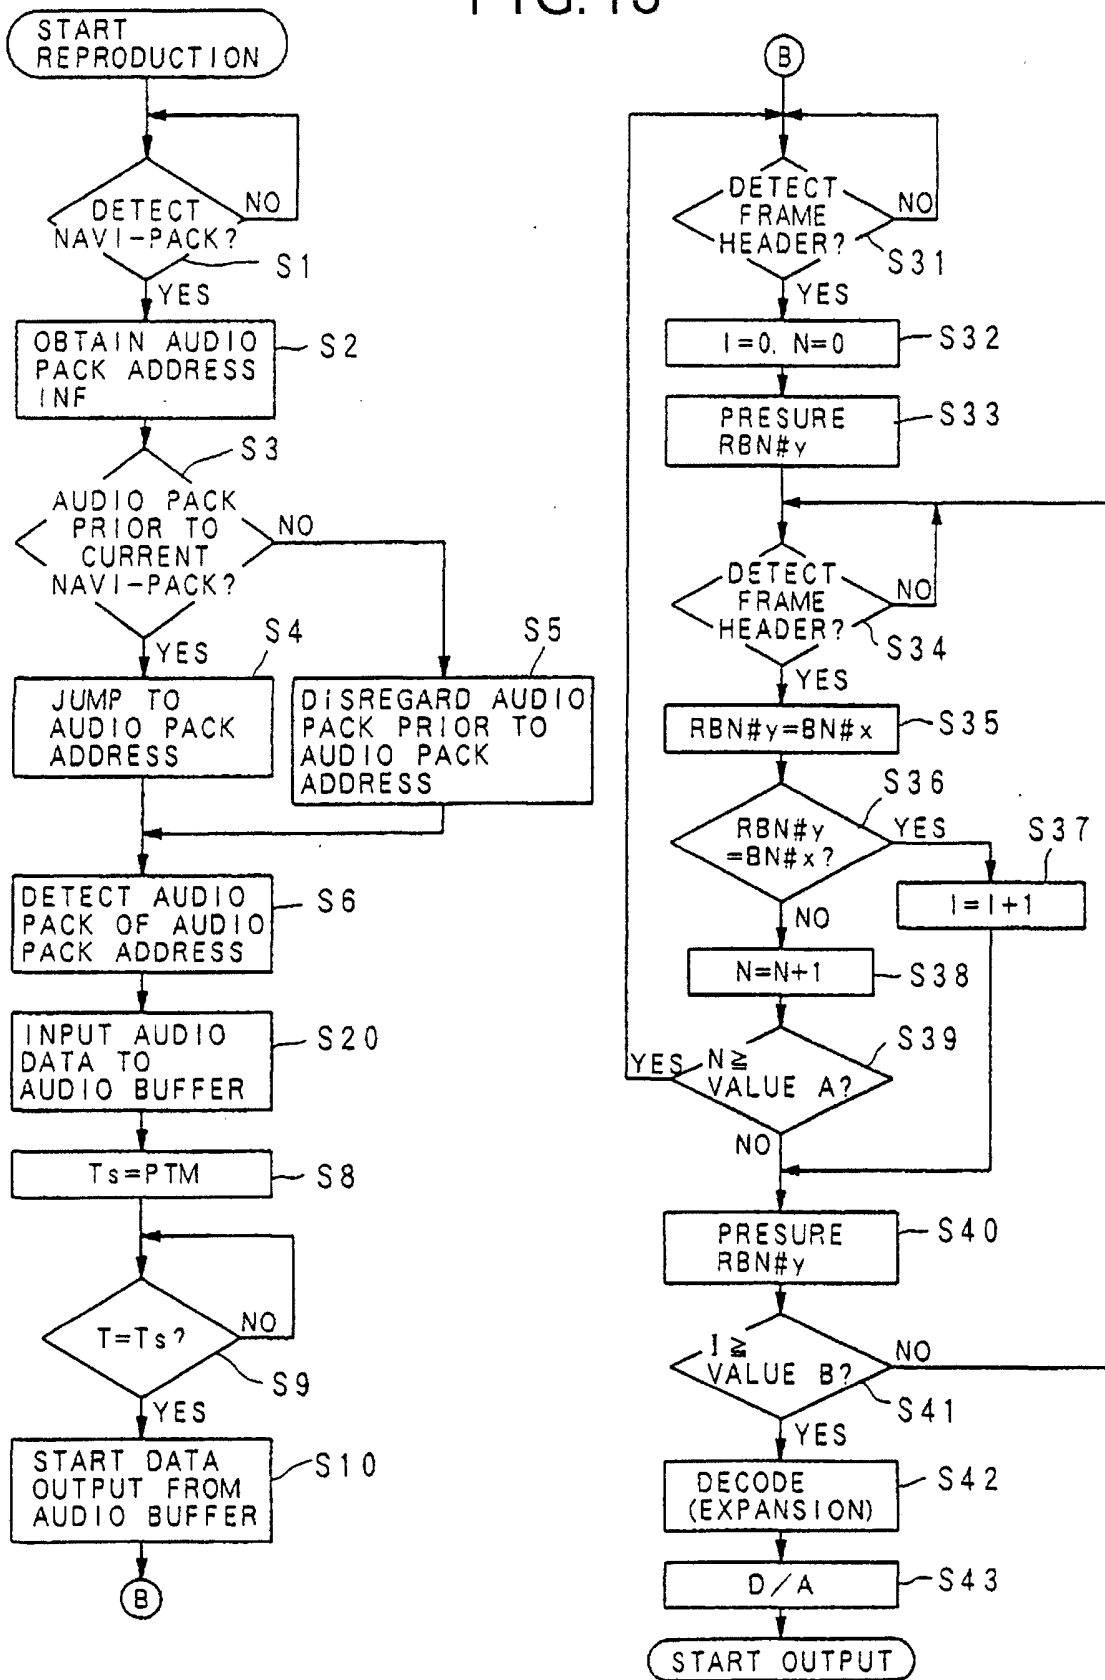 START
REPRODUCTION
DETECT
NAVI-PACK?
NO
S1
YES
OBTAIN AUDIO
PACK ADDRESS
INF
S2
S3
AUDIO PACK
PRIOR TO
CURRENT
NAVI-PACK?
NO
YES
S4
S5
JUMP TO
AUDIO PACK
ADDRESS
DISREGARD AUDIO
PACK PRIOR TO
AUDIO PACK
ADDRESS
DETECT AUDIO
PACK OF AUDIO
PACK ADDRESS
S6
INPUT AUDIO
DATA TO
AUDIO BUFFER
S20
Ts=PTM
S8
T=Ts?
NO
S9
YES
START DATA
OUTPUT FROM
AUDIO BUFFER
S10
B
B
DETECT
FRAME
HEADER?
NO
S31
YES
I=0, N=0
S32
PRESURE
RBN#y
S33
DETECT
FRAME
HEADER?
NO
S34
YES
RBN#y=BN#x
S35
S36
RBN#y
=BN#x?
YES
S37
I=I+1
NO
N=N+1
S38
S39
YES
N≧
VALUE A?
NO
PRESURE
RBN#y
S40
I≧
VALUE B?
NO
S41
YES
DECODE
(EXPANSION)
S42
D/A
S43
START OUTPUT